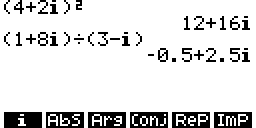 (4+2i)²
12+16i
(1+8i)÷(3-i)
-0.5+2.5i
i AbS Arg Conj ReP ImP